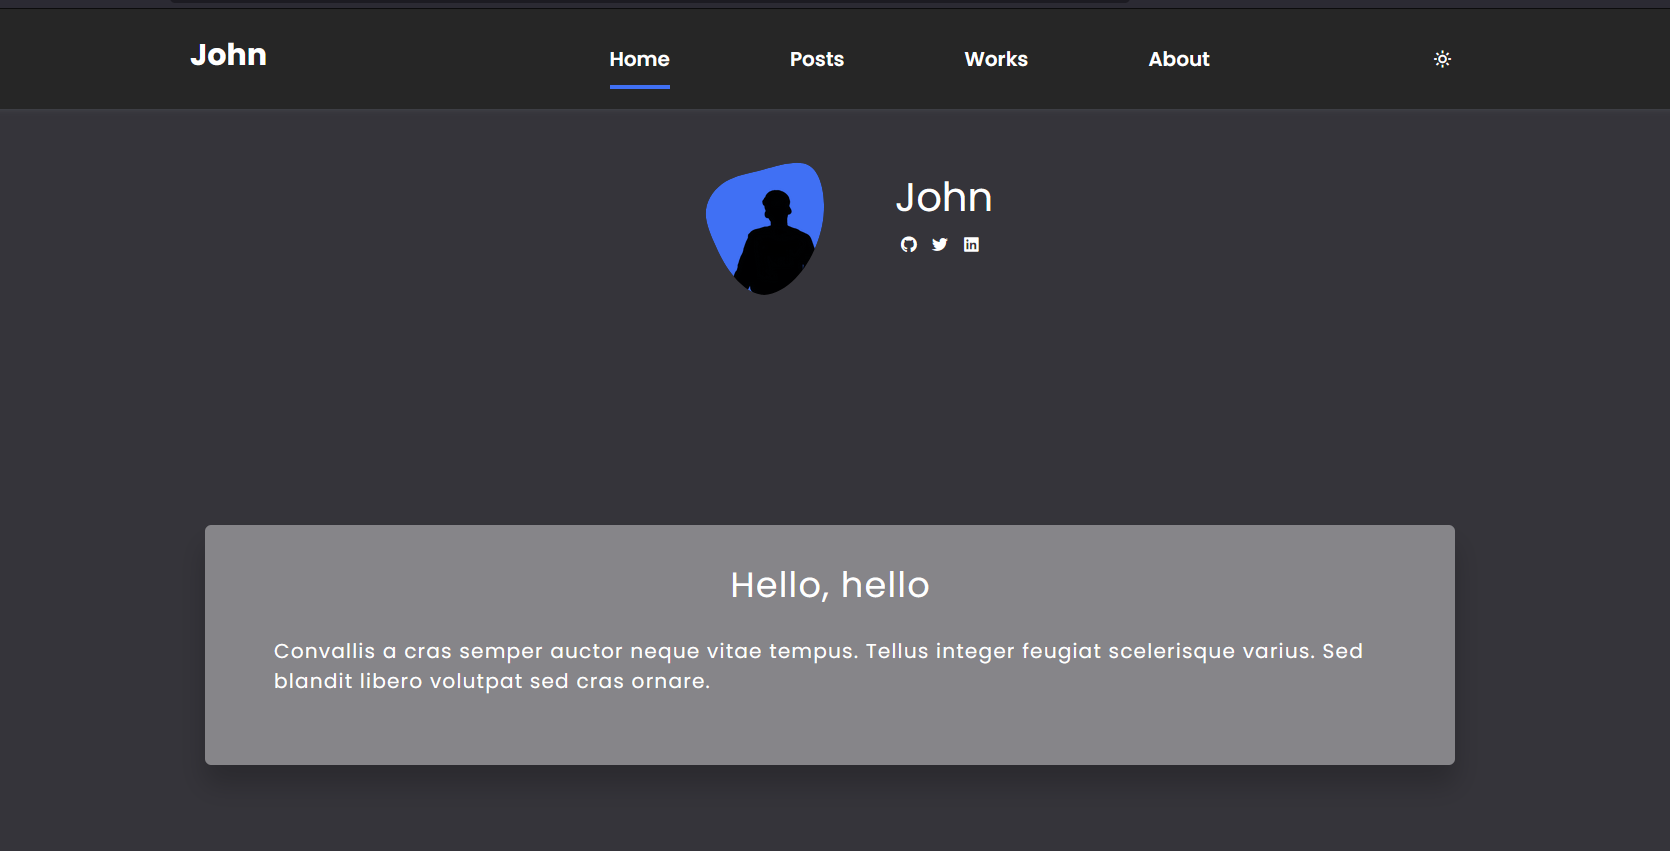 John
Home
Posts
Works
About
John
Hello, hello
Convallis a cras semper auctor neque vitae tempus. Tellus integer feugiat scelerisque varius. Sed
blandit libero volutpat sed cras ornare.